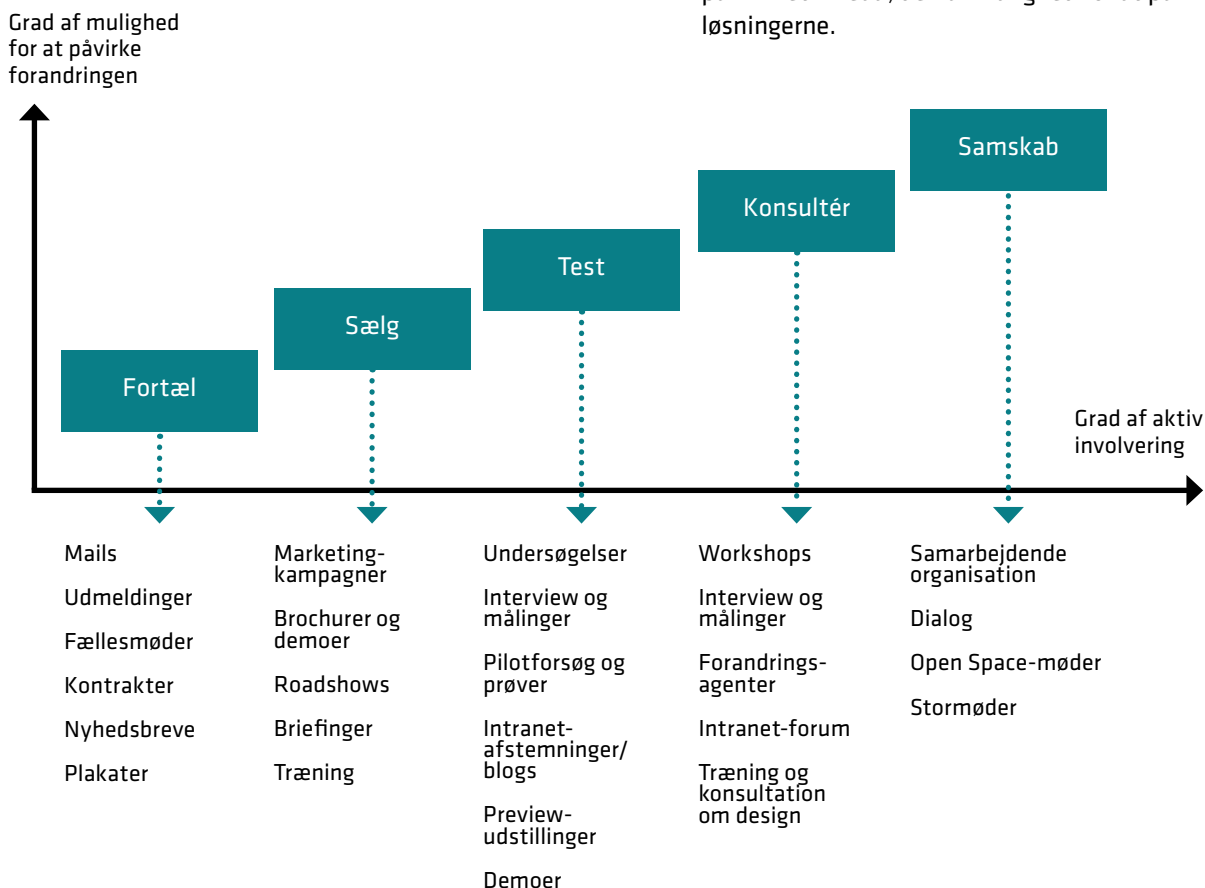 løsningerne.
Grad af mulighed
for at påvirke
forandringen
Samskab
Konsultér
Test
Sælg
Fortæl
Grad af aktiv
involvering
Mails
Udmeldinger
Fællesmøder
Kontrakter
Nyhedsbreve
Plakater
Marketing-
kampagner
Brochurer og
demoer
Roadshows
Briefinger
Træning
Undersøgelser
Interview og
målinger
Pilotforsøg og
prøver
Intranet-
afstemninger/
blogs
Preview-
udstillinger
Demoer
Workshops
Interview og
målinger
Forandrings-
agenter
Intranet-forum
Træning og
konsultation
om design
Samarbejdende
organisation
Dialog
Open Space-møder
Stormøder